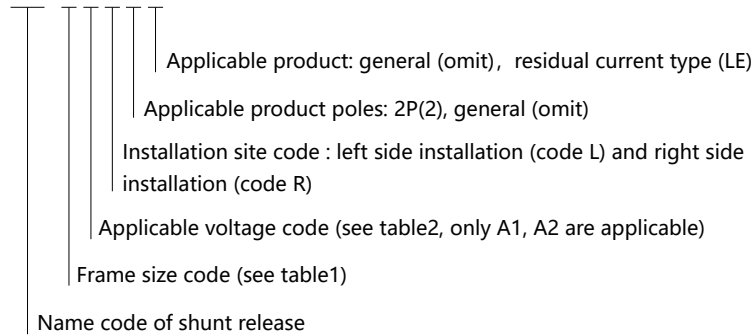 Applicable product: general (omit)，residual current type (LE)
Applicable product poles: 2P(2), general (omit)
Installation site code : left side installation (code L) and right side
installation (code R)
Applicable voltage code (see table2, only A1, A2 are applicable)
Frame size code (see table1)
Name code of shunt release